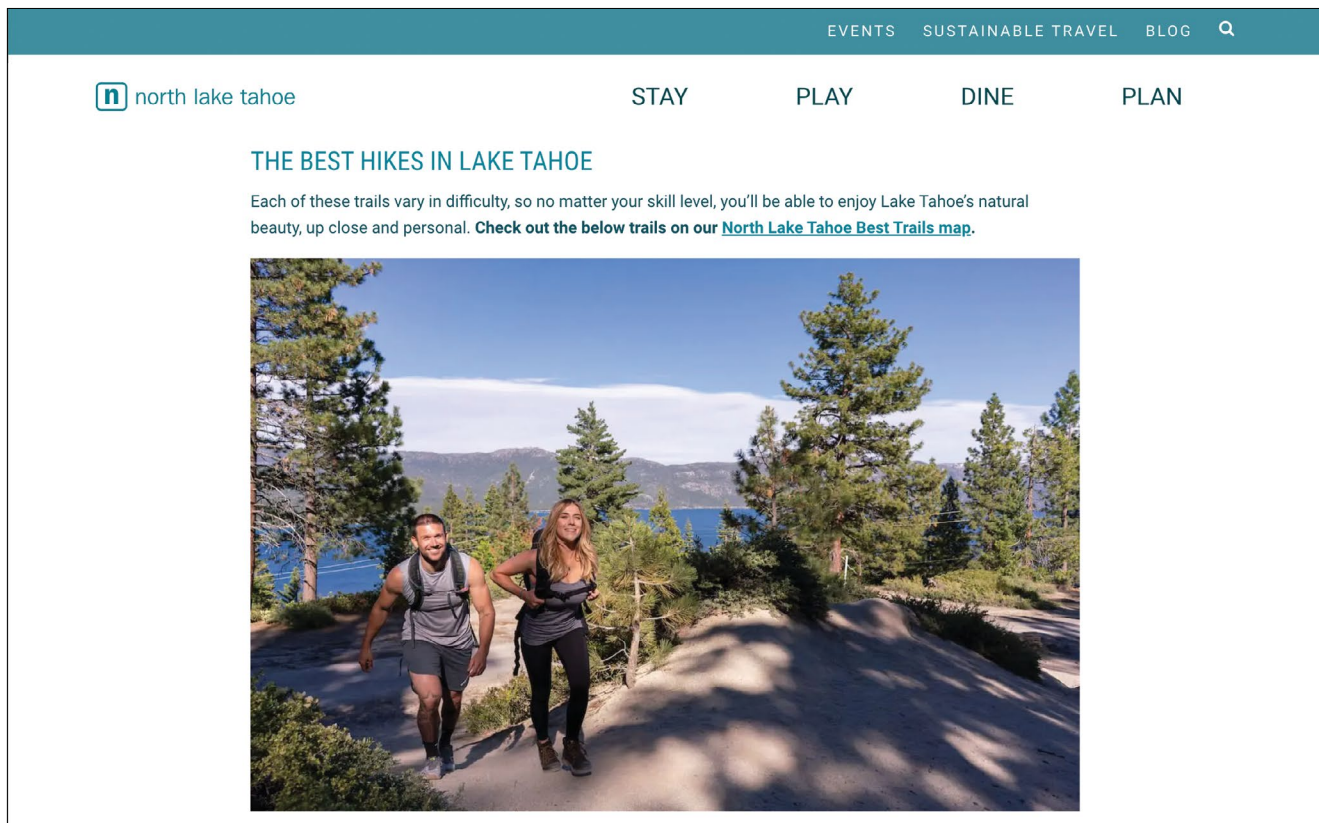 EVENTS SUSTAINABLE TRAVEL BLOG
n north lake tahoe STAY PLAY DINE PLAN
THE BEST HIKES IN LAKE TAHOE
Each of these trails vary in difficulty, so no matter your skill level, you’ll be able to enjoy Lake Tahoe’s natural
beauty, up close and personal. Check out the below trails on our North Lake Tahoe Best Trails map.